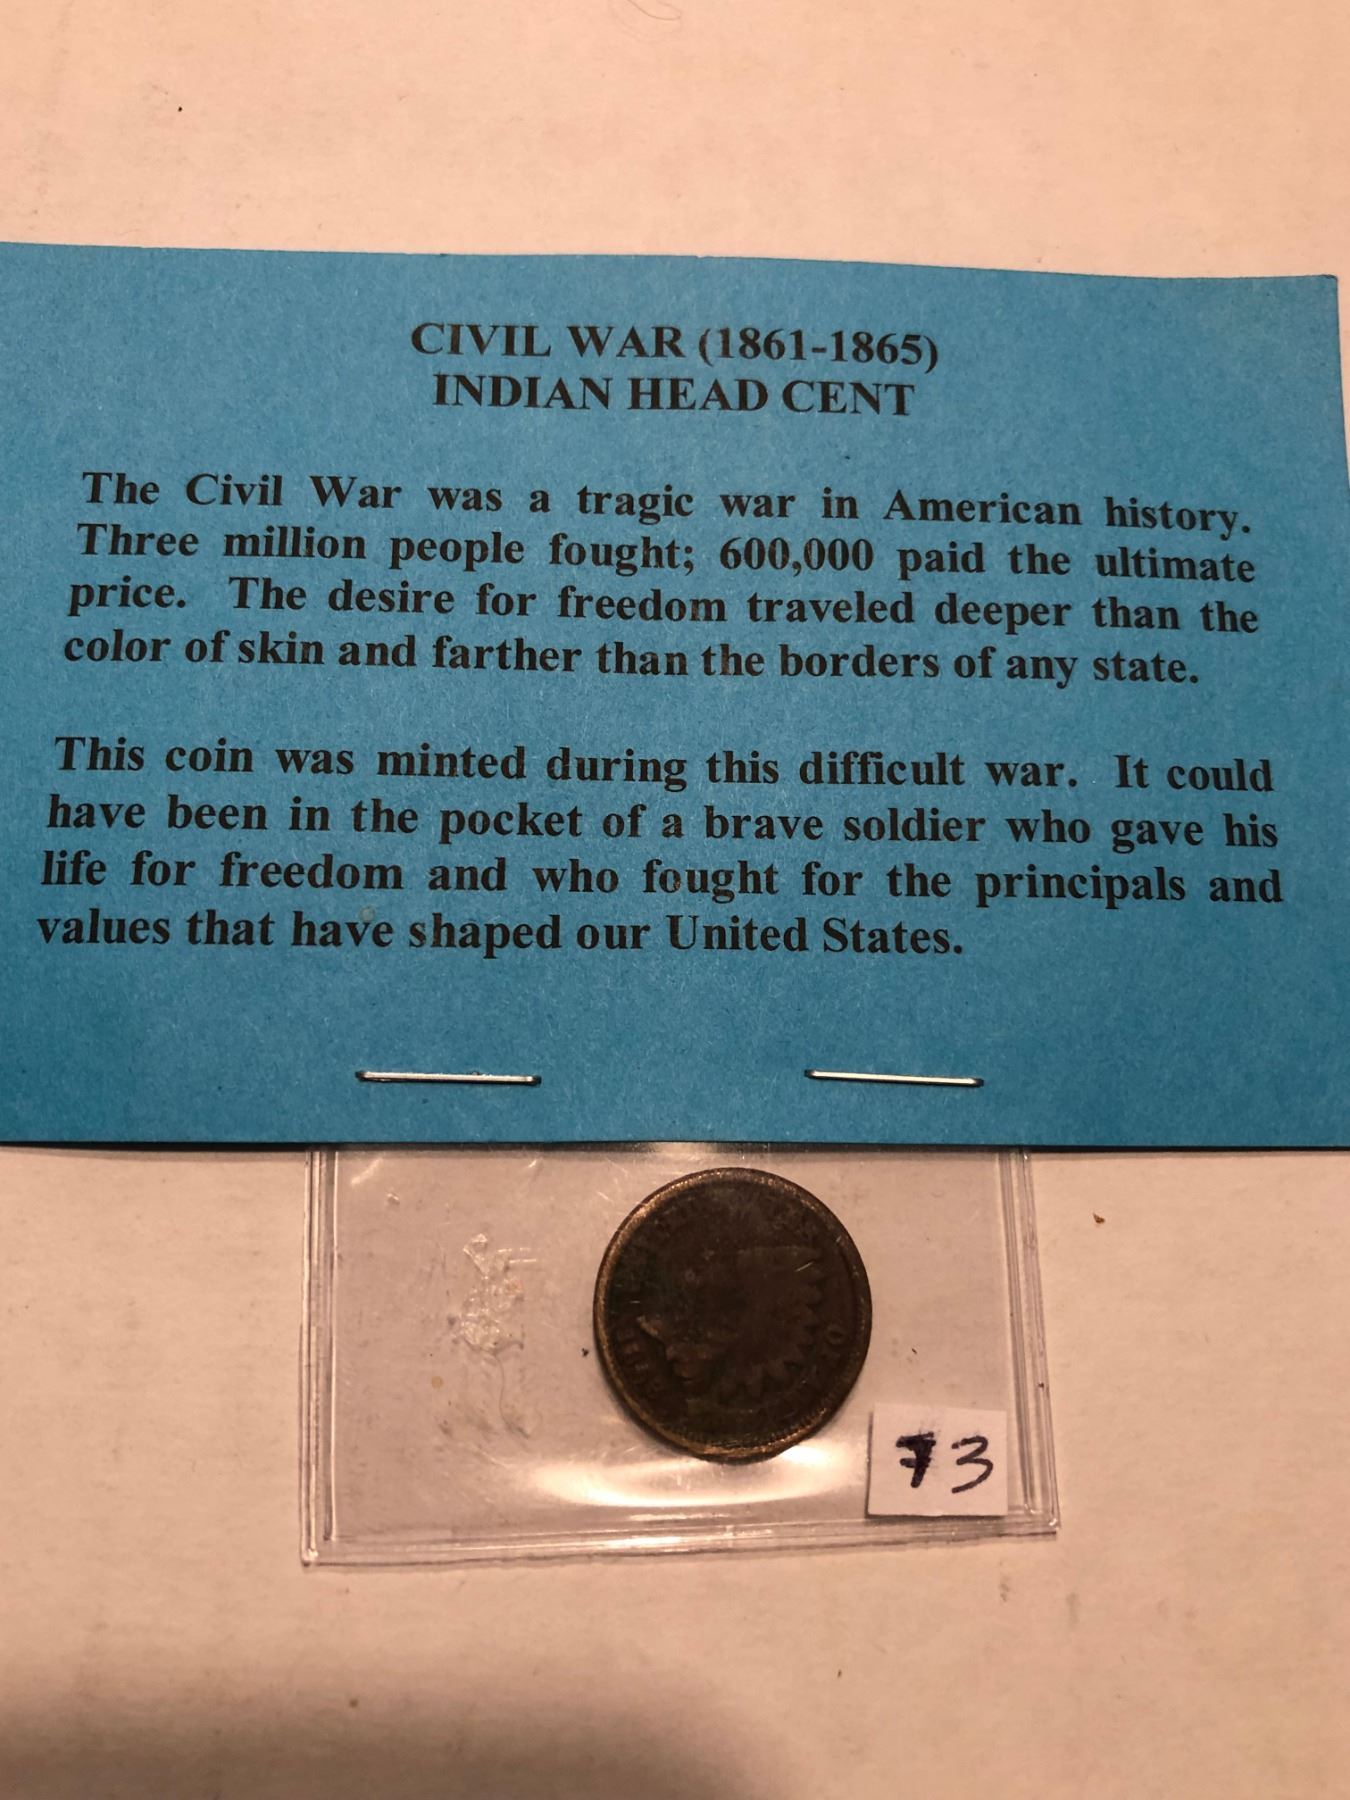 CIVIL WAR (1861-1865)
INDIAN HEAD CENT
The Civil War was a tragic war in American history.
Three million people fought; 600,000 paid the ultimate
price. The desire for freedom traveled deeper than the
color of skin and farther than the borders of any state.
This coin was minted during this difficult war. It could
have been in the pocket of a brave soldier who gave his
life for freedom and who fought for the principals and
values that have shaped our United States.
73